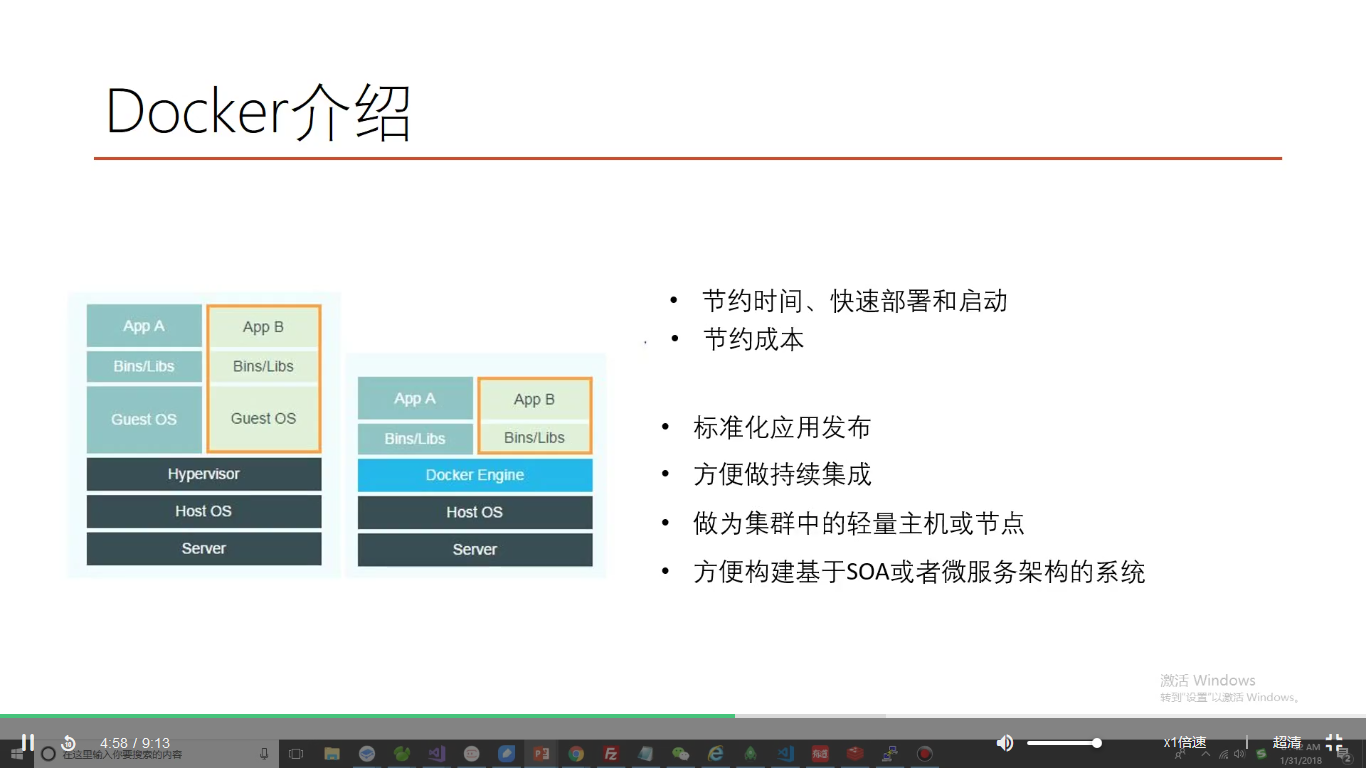 Docker介绍
App A
App B
Bins/Libs
Bins/Libs
Guest OS
Guest OS
Hypervisor
Host OS
Server
App A
App B
Bins/Libs
Bins/Libs
Docker Engine
Host OS
Server
• 节约时间、快速部署和启动
• 节约成本
• 标准化应用发布
• 方便做持续集成
• 做为集群中的轻量主机或节点
• 方便构建基于SOA或者微服务架构的系统
激活 Windows
转到"设置"以激活 Windows。
10
4:58 / 9:13
在这里输入你要搜索的内容
x1倍速
超清
AM
1/31/2018